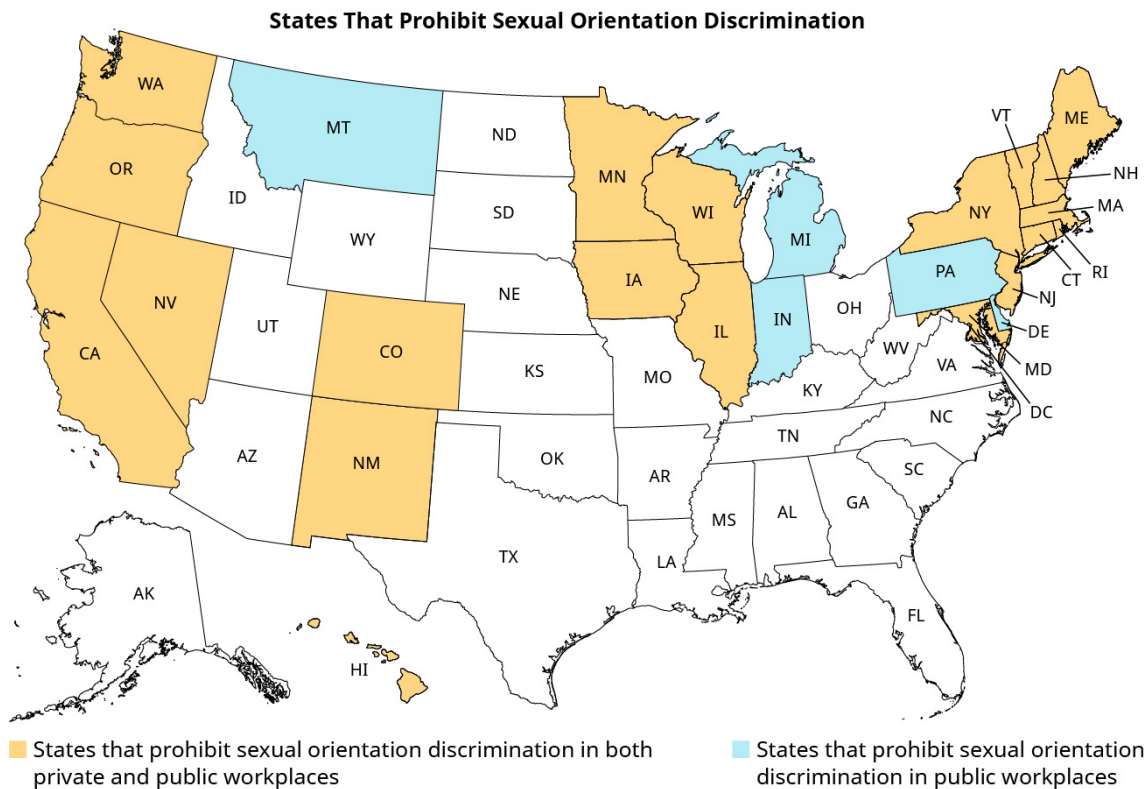 States That Prohibit Sexual Orientation Discrimination
WA
MT
ND
VT
ME
OR
ID
MN
NH
SD
WI
NY
MA
WY
MI
RI
CT
PA
IA
NE
NV
NJ
UT
IL
IN
OH
DE
CA
CO
WV
MD
VA
KS
MO
KY
DC
NC
TN
AZ
NM
OK
AR
SC
MS
AL
GA
TX
LA
AK
FL
HI
States that prohibit sexual orientation discrimination in both
private and public workplaces
States that prohibit sexual orientation
discrimination in public workplaces